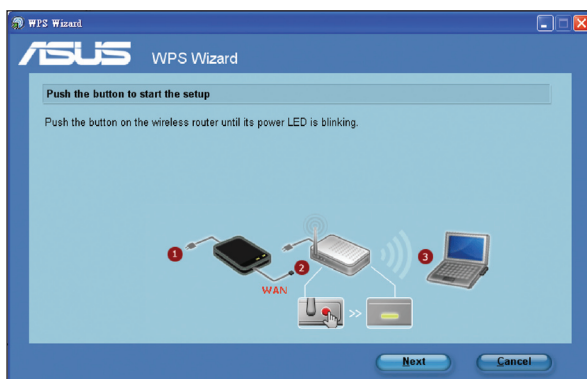 WPS Wizard
ASUS WPS Wizard
Push the button to start the setup
Push the button on the wireless router until its power LED is blinking.
1
2
3
WAN
>>
Next
Cancel